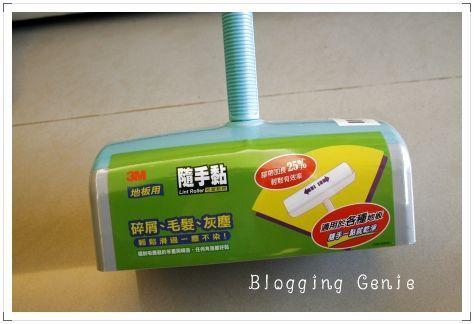 3M
地板用
隨手黏
Lint Roller
碎屑、毛髮、灰塵
輕鬆滑過一塵不染!
膠帶加長25%
輕鬆有效率
適用於各種地板
隨手一黏就乾淨
Blogging Genie